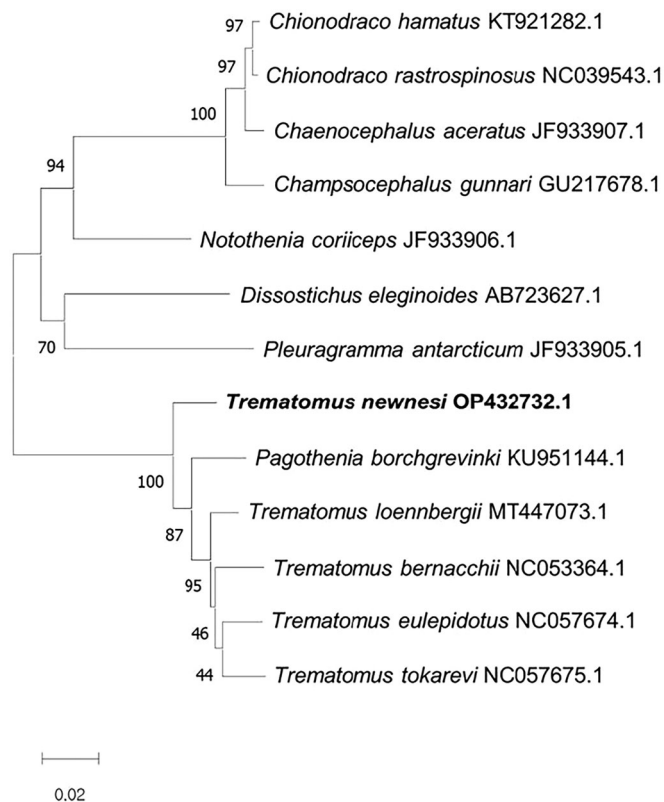 97
Chionodraco hamatus KT921282.1
97
Chionodraco rastrospinosus NC039543.1
100
Chaenocephalus aceratus JF933907.1
94
Champsocephalus gunnari GU217678.1
Notothenia coriiceps JF933906.1
Dissostichus eleginoides AB723627.1
70
Pleuragramma antarcticum JF933905.1
Trematomus newnesi OP432732.1
Pagothenia borchgrevinki KU951144.1
100
Trematomus loennbergii MT447073.1
87
Trematomus bernacchii NC053364.1
95
Trematomus eulepidotus NC057674.1
46
Trematomus tokarevi NC057675.1
44
0.02